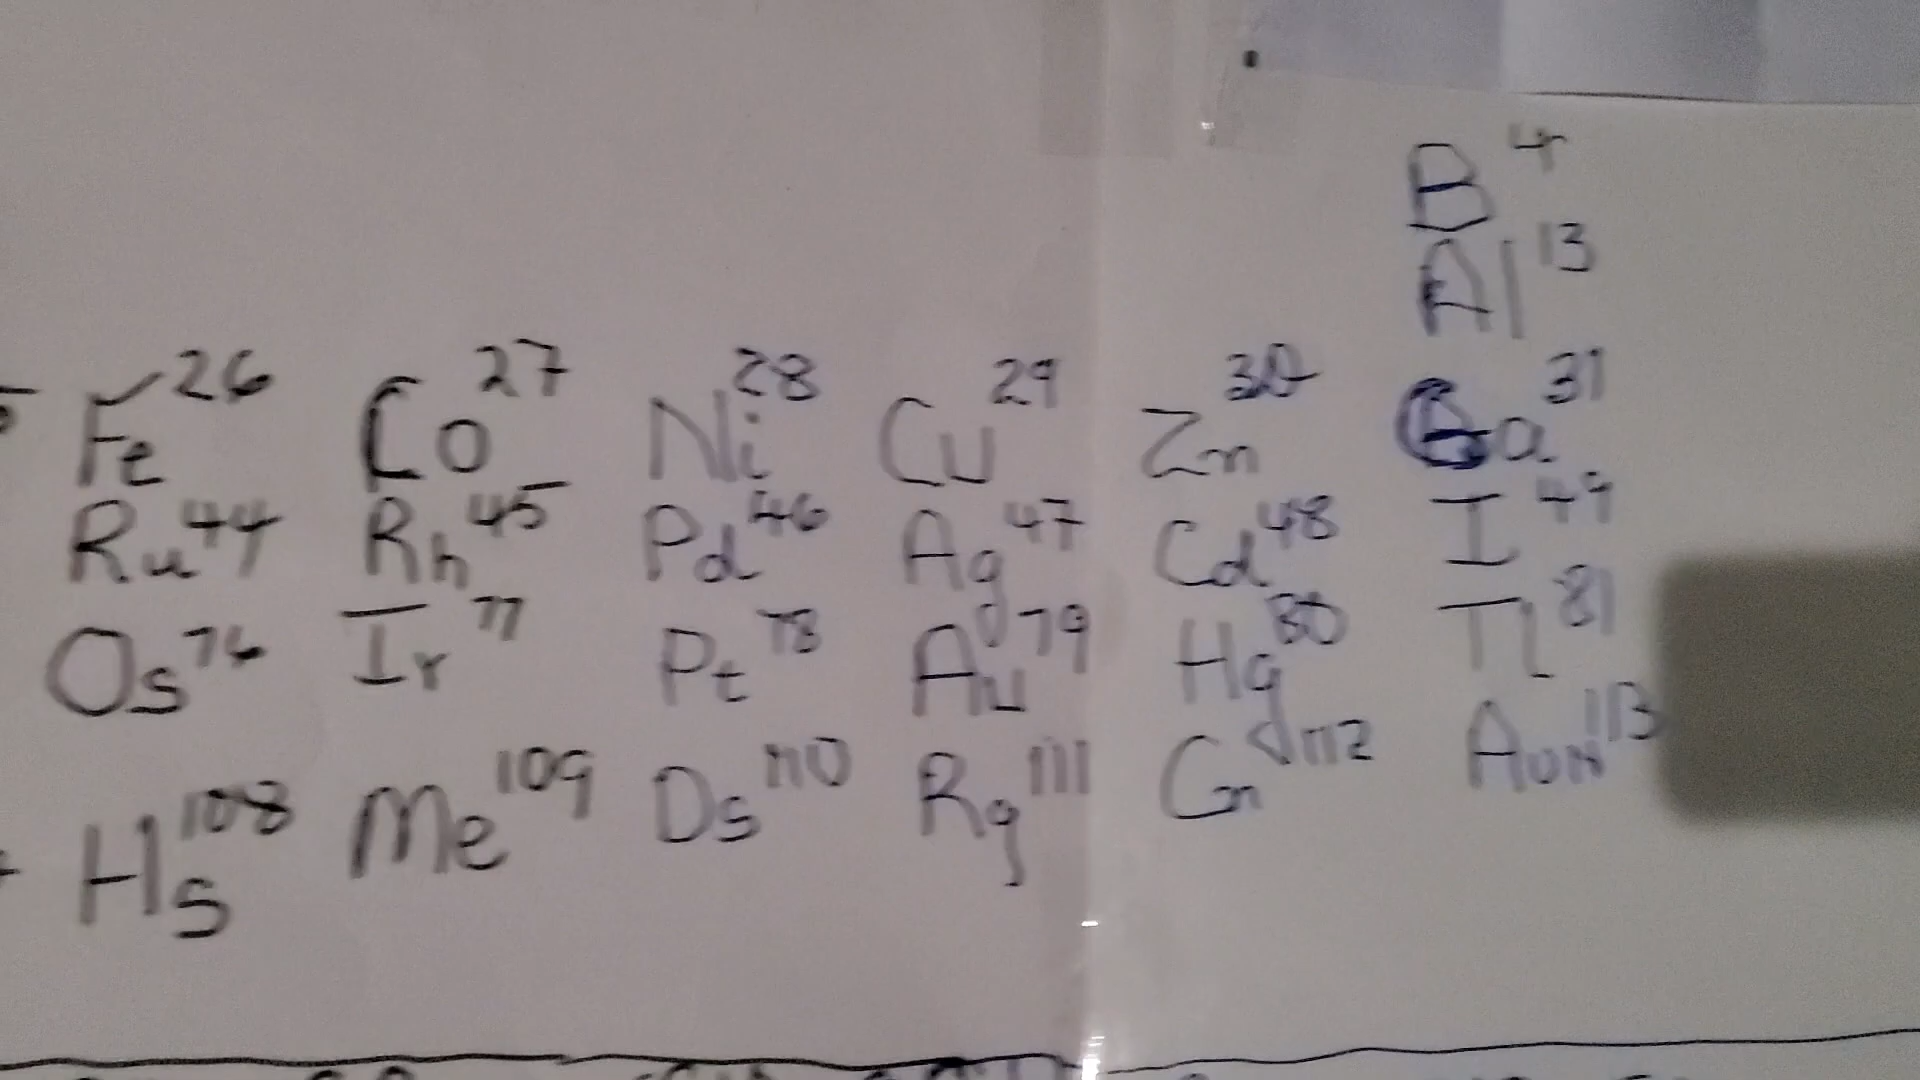 B 4
Al 13
Fe 26 Co 27 Ni 28 Cu 29 Zn 30 Ga 31
Ru 44 Rh 45 Pd 46 Ag 47 Cd 48 I 49
Os 76 Ir 77 Pt 78 Au 79 Hg 80 Tl 81
Hs 108 Me 109 Ds 110 Rg 111 Cn 112 113